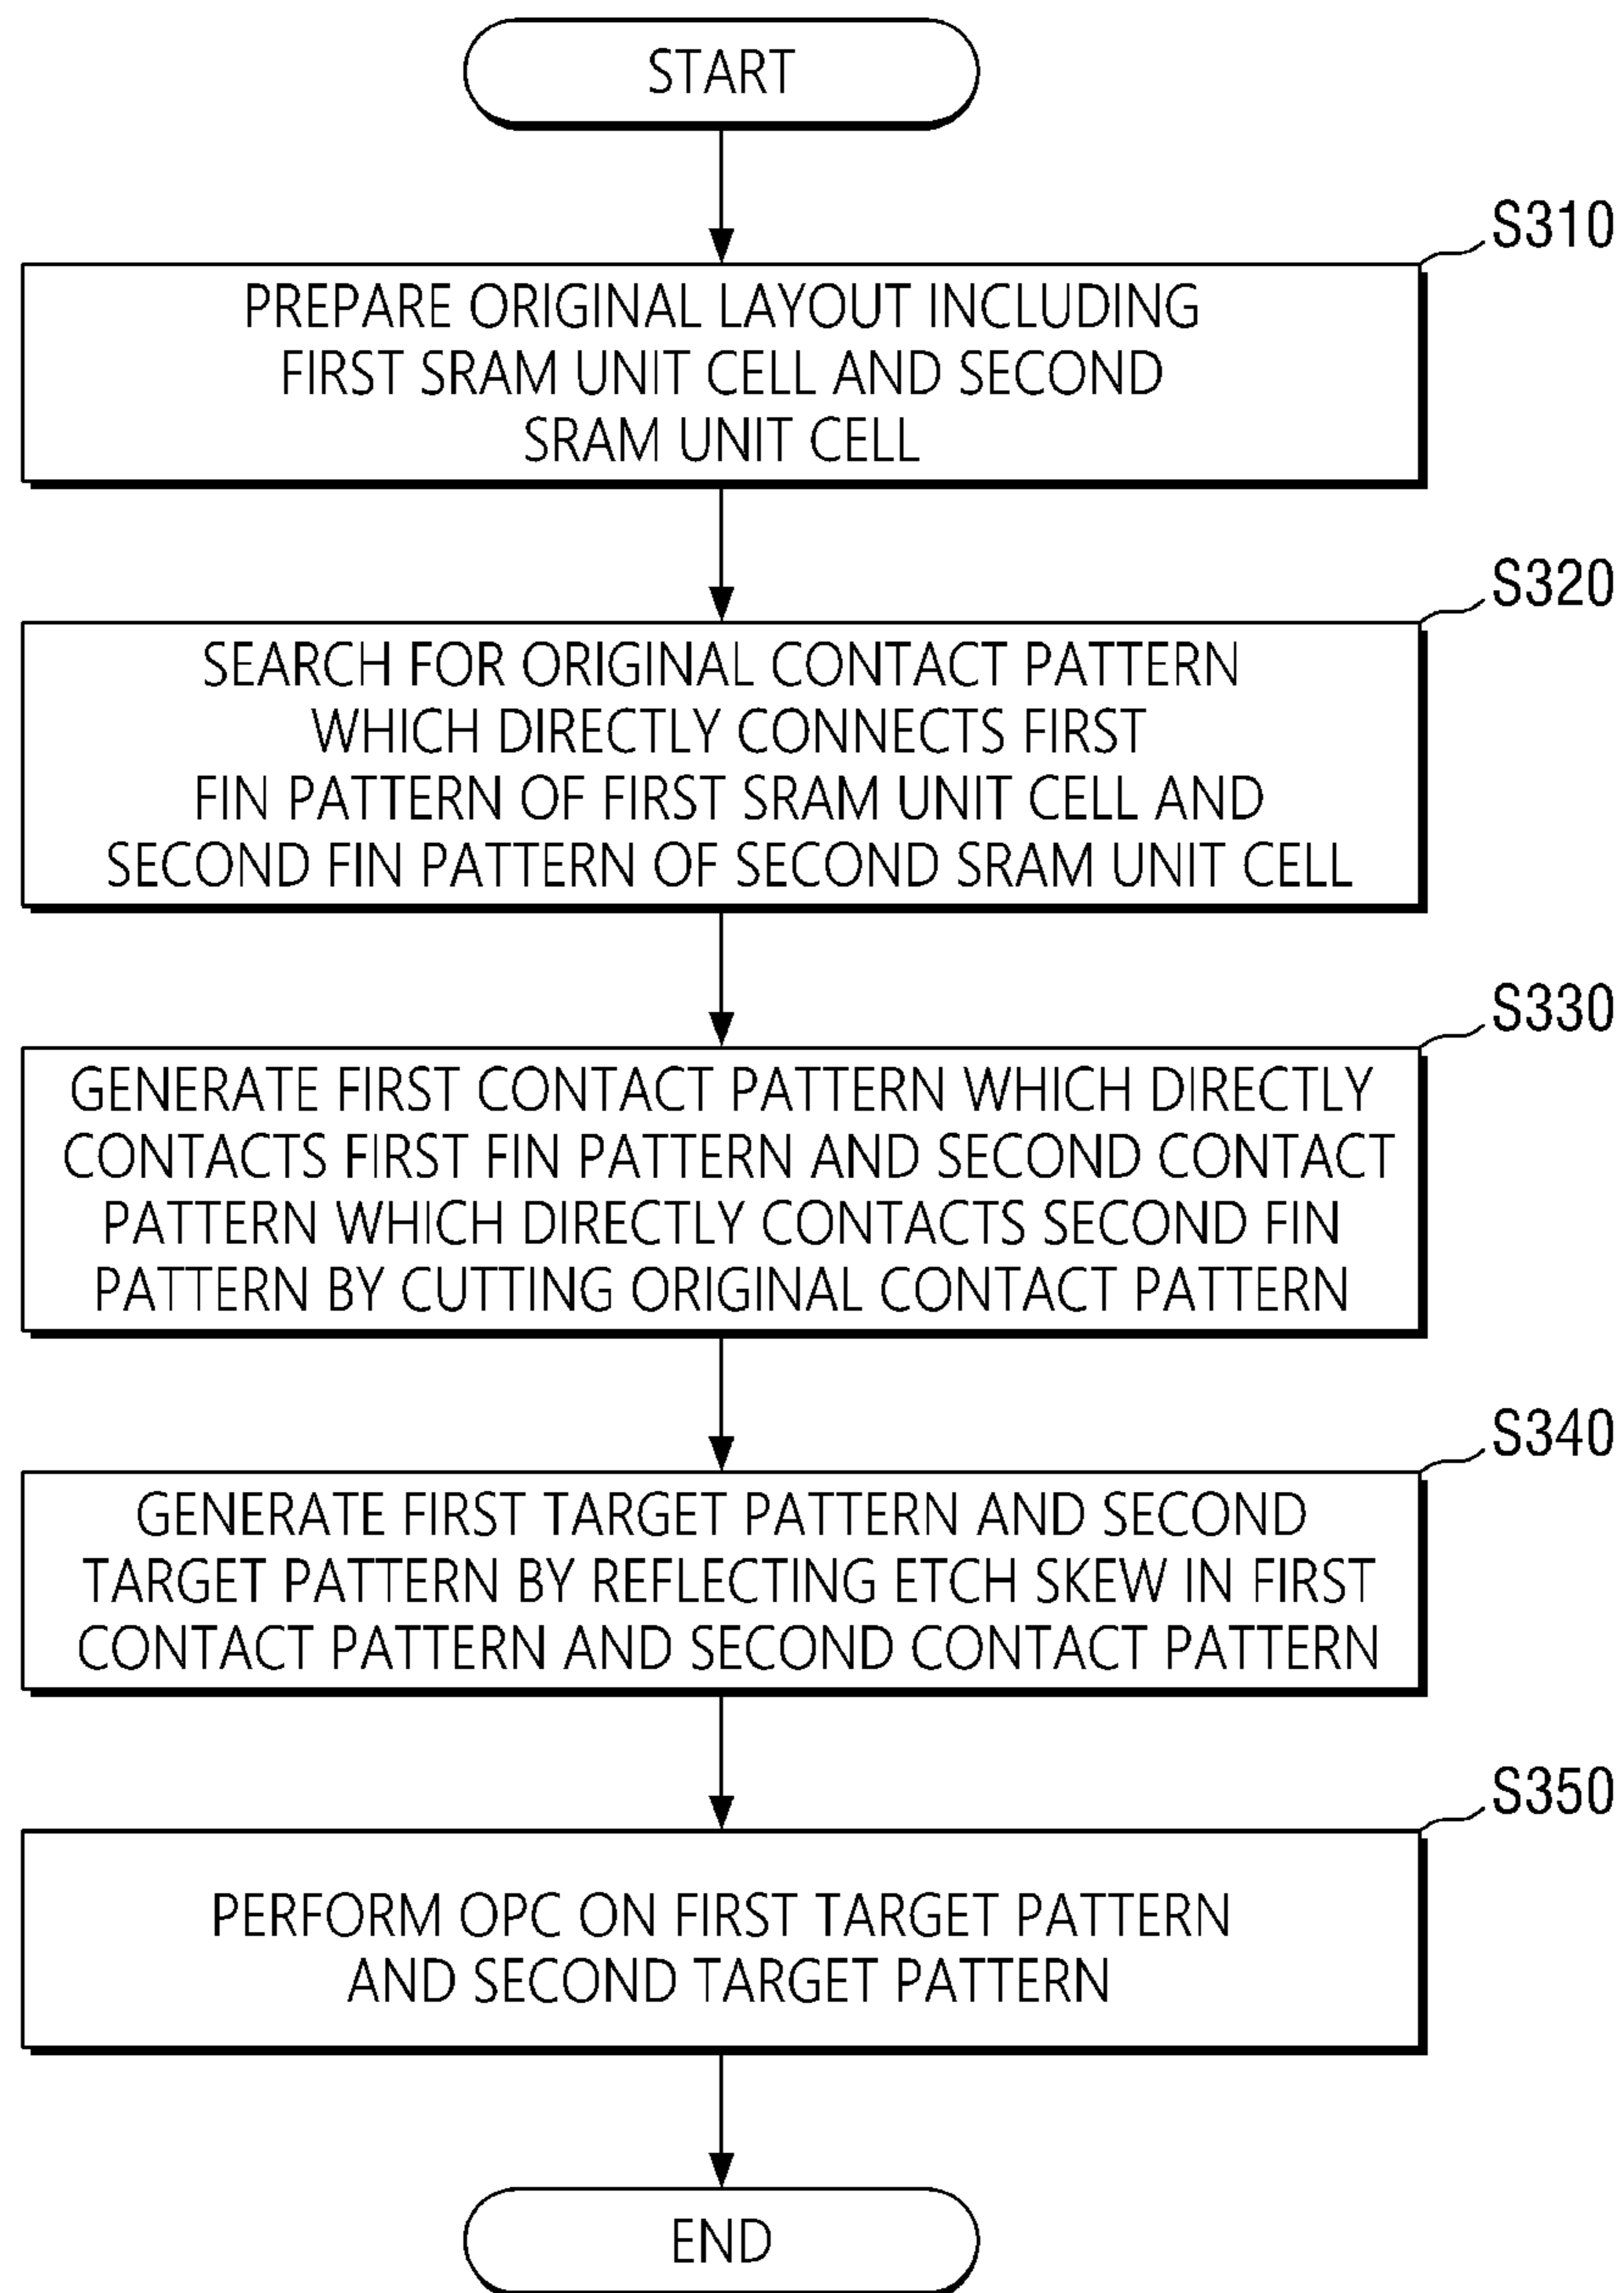 START
S310
PREPARE ORIGINAL LAYOUT INCLUDING
FIRST SRAM UNIT CELL AND SECOND
SRAM UNIT CELL
S320
SEARCH FOR ORIGINAL CONTACT PATTERN
WHICH DIRECTLY CONNECTS FIRST
FIN PATTERN OF FIRST SRAM UNIT CELL AND
SECOND FIN PATTERN OF SECOND SRAM UNIT CELL
S330
GENERATE FIRST CONTACT PATTERN WHICH DIRECTLY
CONTACTS FIRST FIN PATTERN AND SECOND CONTACT
PATTERN WHICH DIRECTLY CONTACTS SECOND FIN
PATTERN BY CUTTING ORIGINAL CONTACT PATTERN
S340
GENERATE FIRST TARGET PATTERN AND SECOND
TARGET PATTERN BY REFLECTING ETCH SKEW IN FIRST
CONTACT PATTERN AND SECOND CONTACT PATTERN
S350
PERFORM OPC ON FIRST TARGET PATTERN
AND SECOND TARGET PATTERN
END